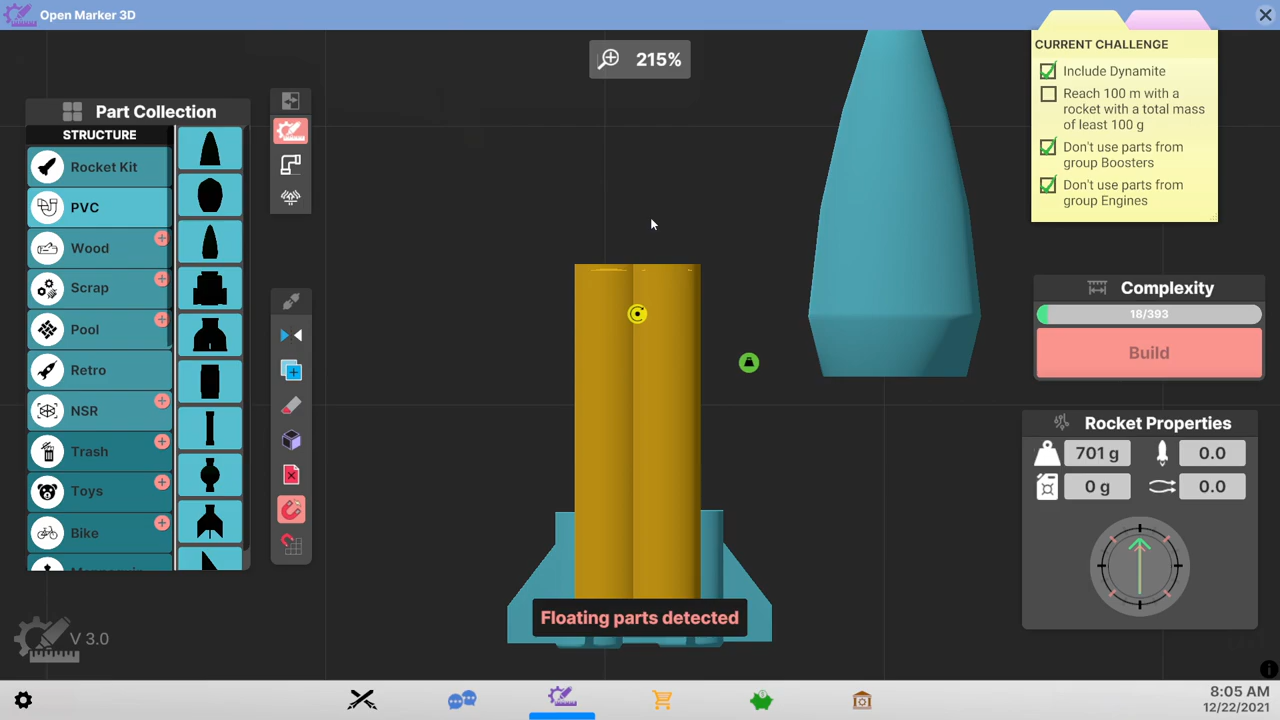 Open Marker 3D
215%
CURRENT CHALLENGE
Include Dynamite
Reach 100 m with a
rocket with a total mass
of least 100 g
Don't use parts from
group Boosters
Don't use parts from
group Engines
Part Collection
STRUCTURE
Rocket Kit
PVC
Wood
Scrap
Pool
Retro
NSR
Trash
Toys
Bike
Complexity
18/393
Build
Rocket Properties
701 g
0.0
0 g
0.0
Floating parts detected
V 3.0
8:05 AM
12/22/2021